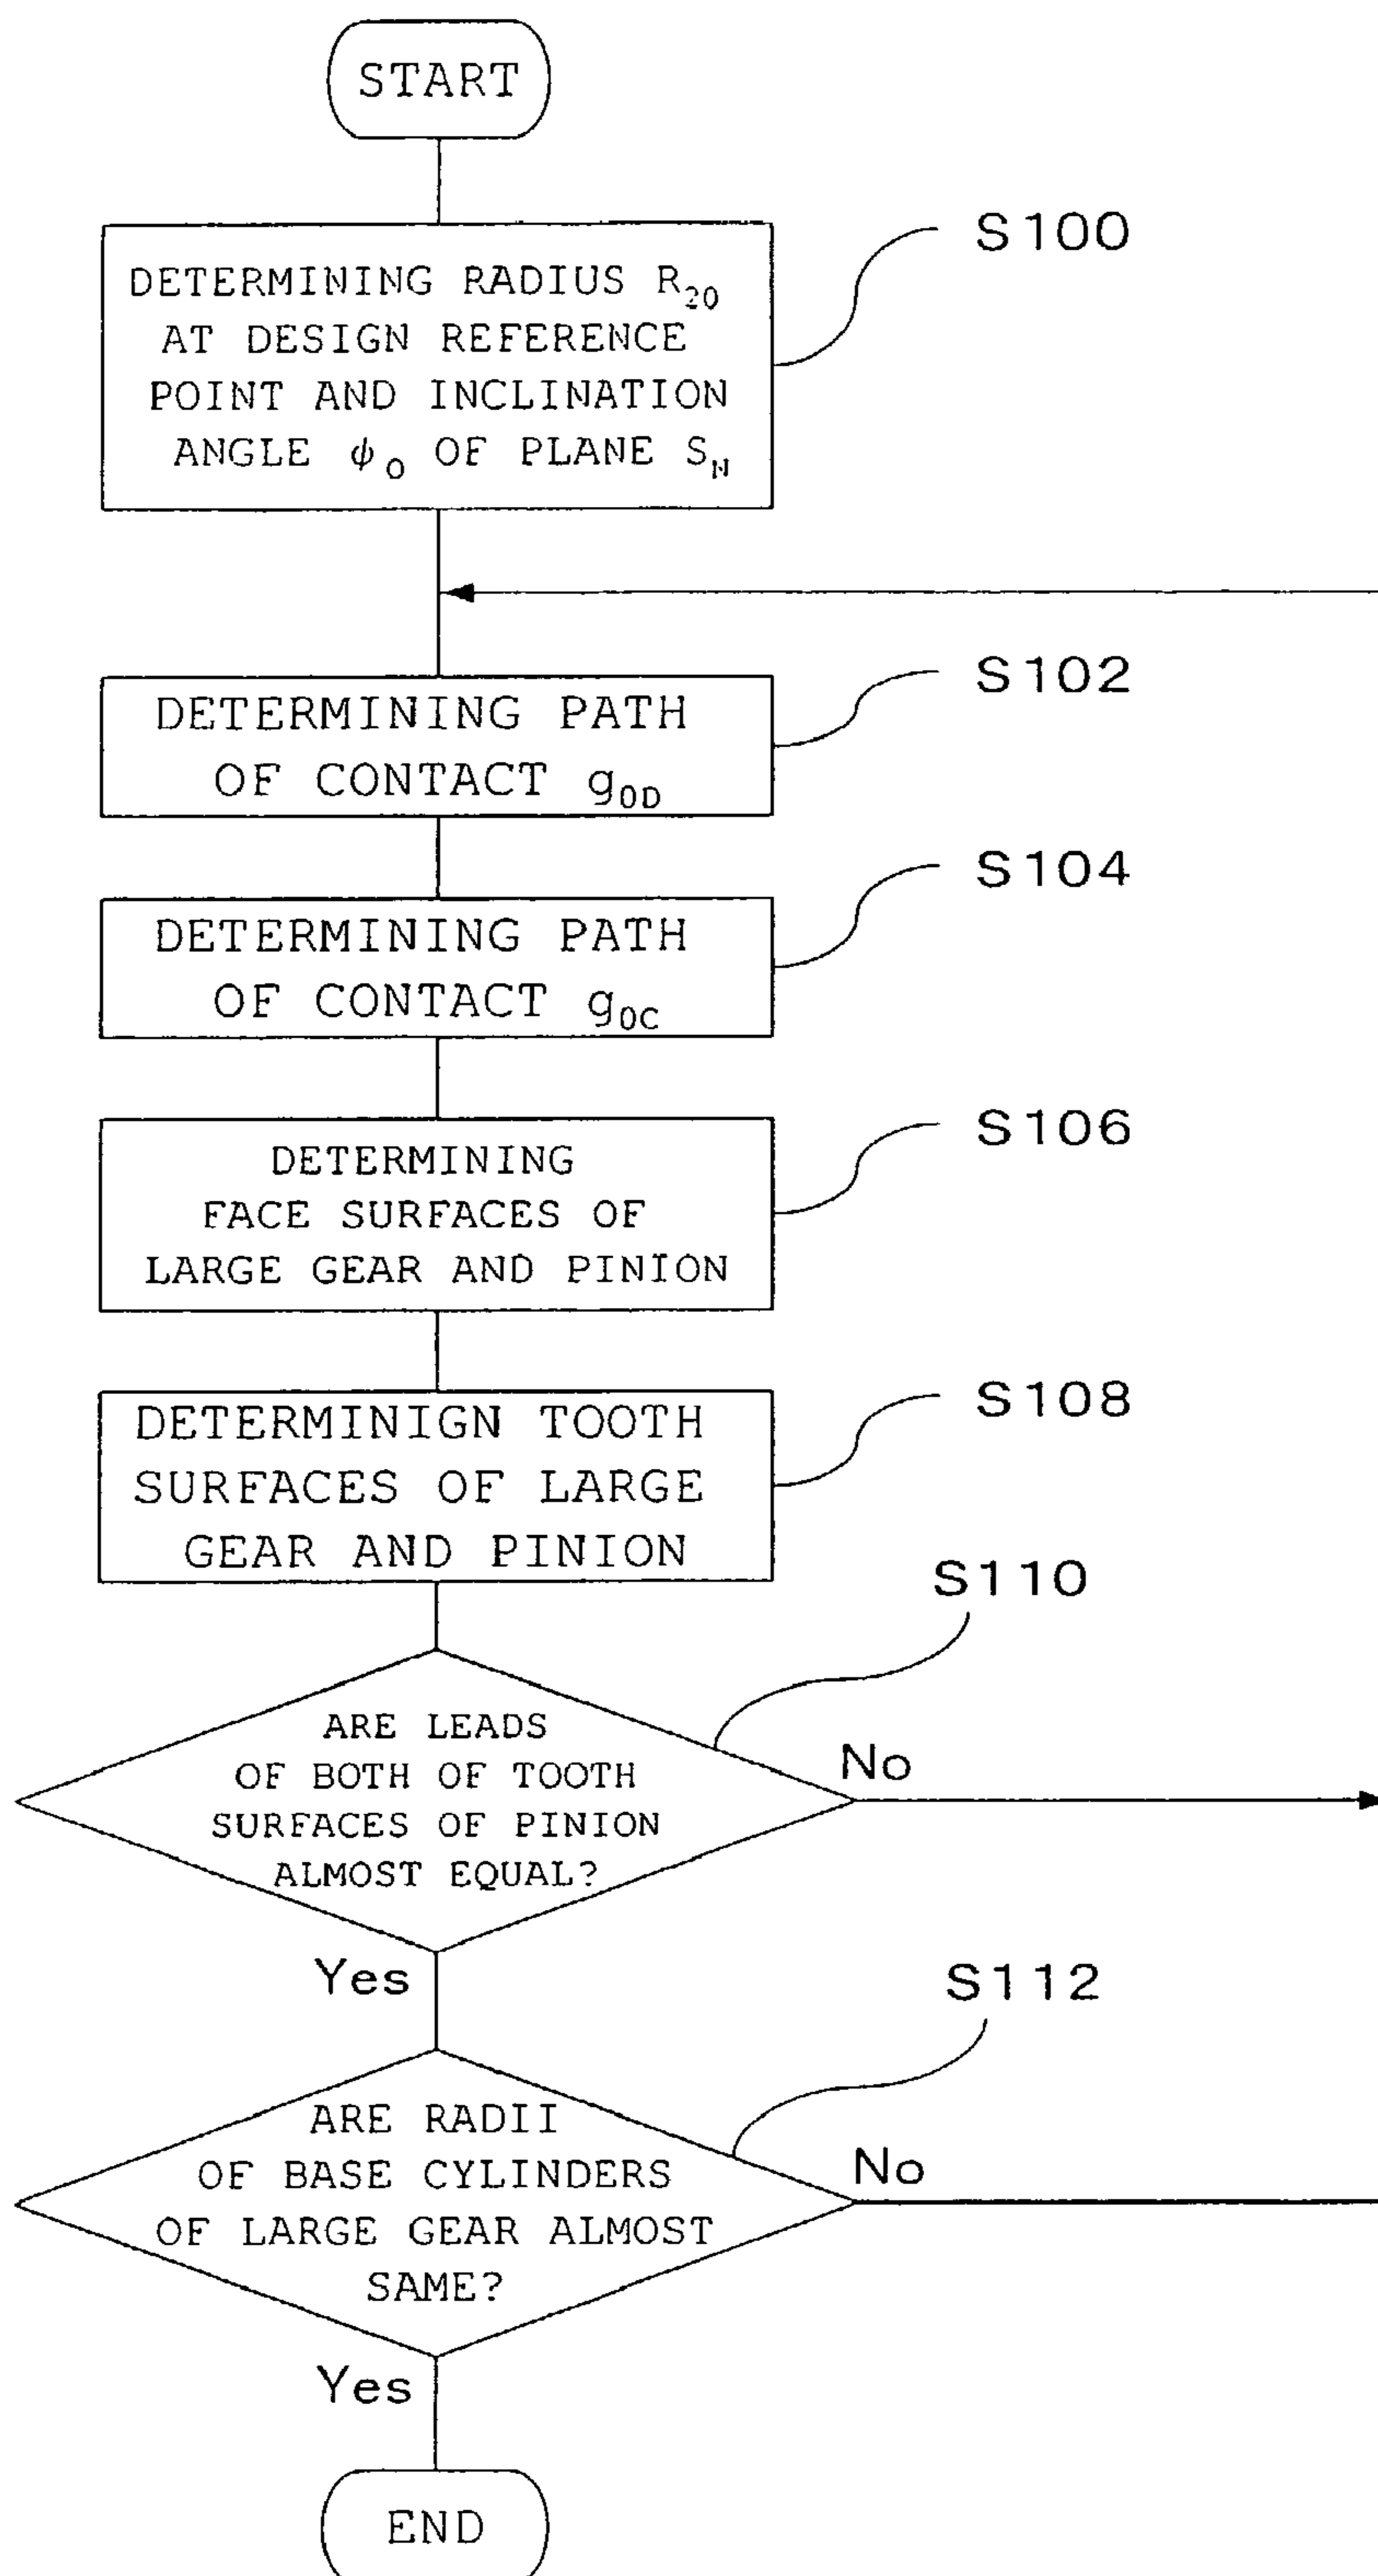 START
S100
DETERMINING RADIUS R₂₀
AT DESIGN REFERENCE
POINT AND INCLINATION
ANGLE φ₀ OF PLANE Sₙ
S102
DETERMINING PATH
OF CONTACT g₀D
S104
DETERMINING PATH
OF CONTACT g₀C
S106
DETERMINING
FACE SURFACES OF
LARGE GEAR AND PINION
S108
DETERMINIGN TOOTH
SURFACES OF LARGE
GEAR AND PINION
S110
ARE LEADS
OF BOTH OF TOOTH
SURFACES OF PINION
ALMOST EQUAL?
No
Yes
S112
ARE RADII
OF BASE CYLINDERS
OF LARGE GEAR ALMOST
SAME?
No
Yes
END